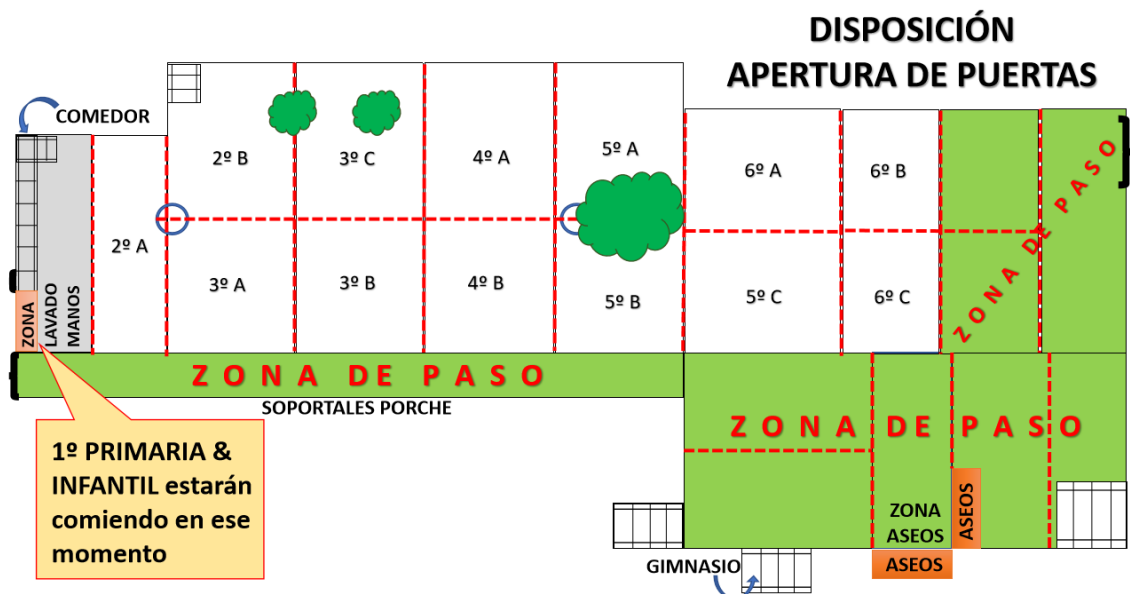 DISPOSICIÓN
APERTURA DE PUERTAS
COMEDOR
2º B
3º C
4º A
5º A
6º A
6º B
2º A
3º A
3º B
4º B
5º B
5º C
6º C
ZONA
LAVADO
MANOS
ZONA DE PASO
ZONA DE PASO
SOPORTALES PORCHE
ZONA DE PASO
1º PRIMARIA &
INFANTIL estarán
comiendo en ese
momento
ZONA
ASEOS
ASEOS
ASEOS
GIMNASIO